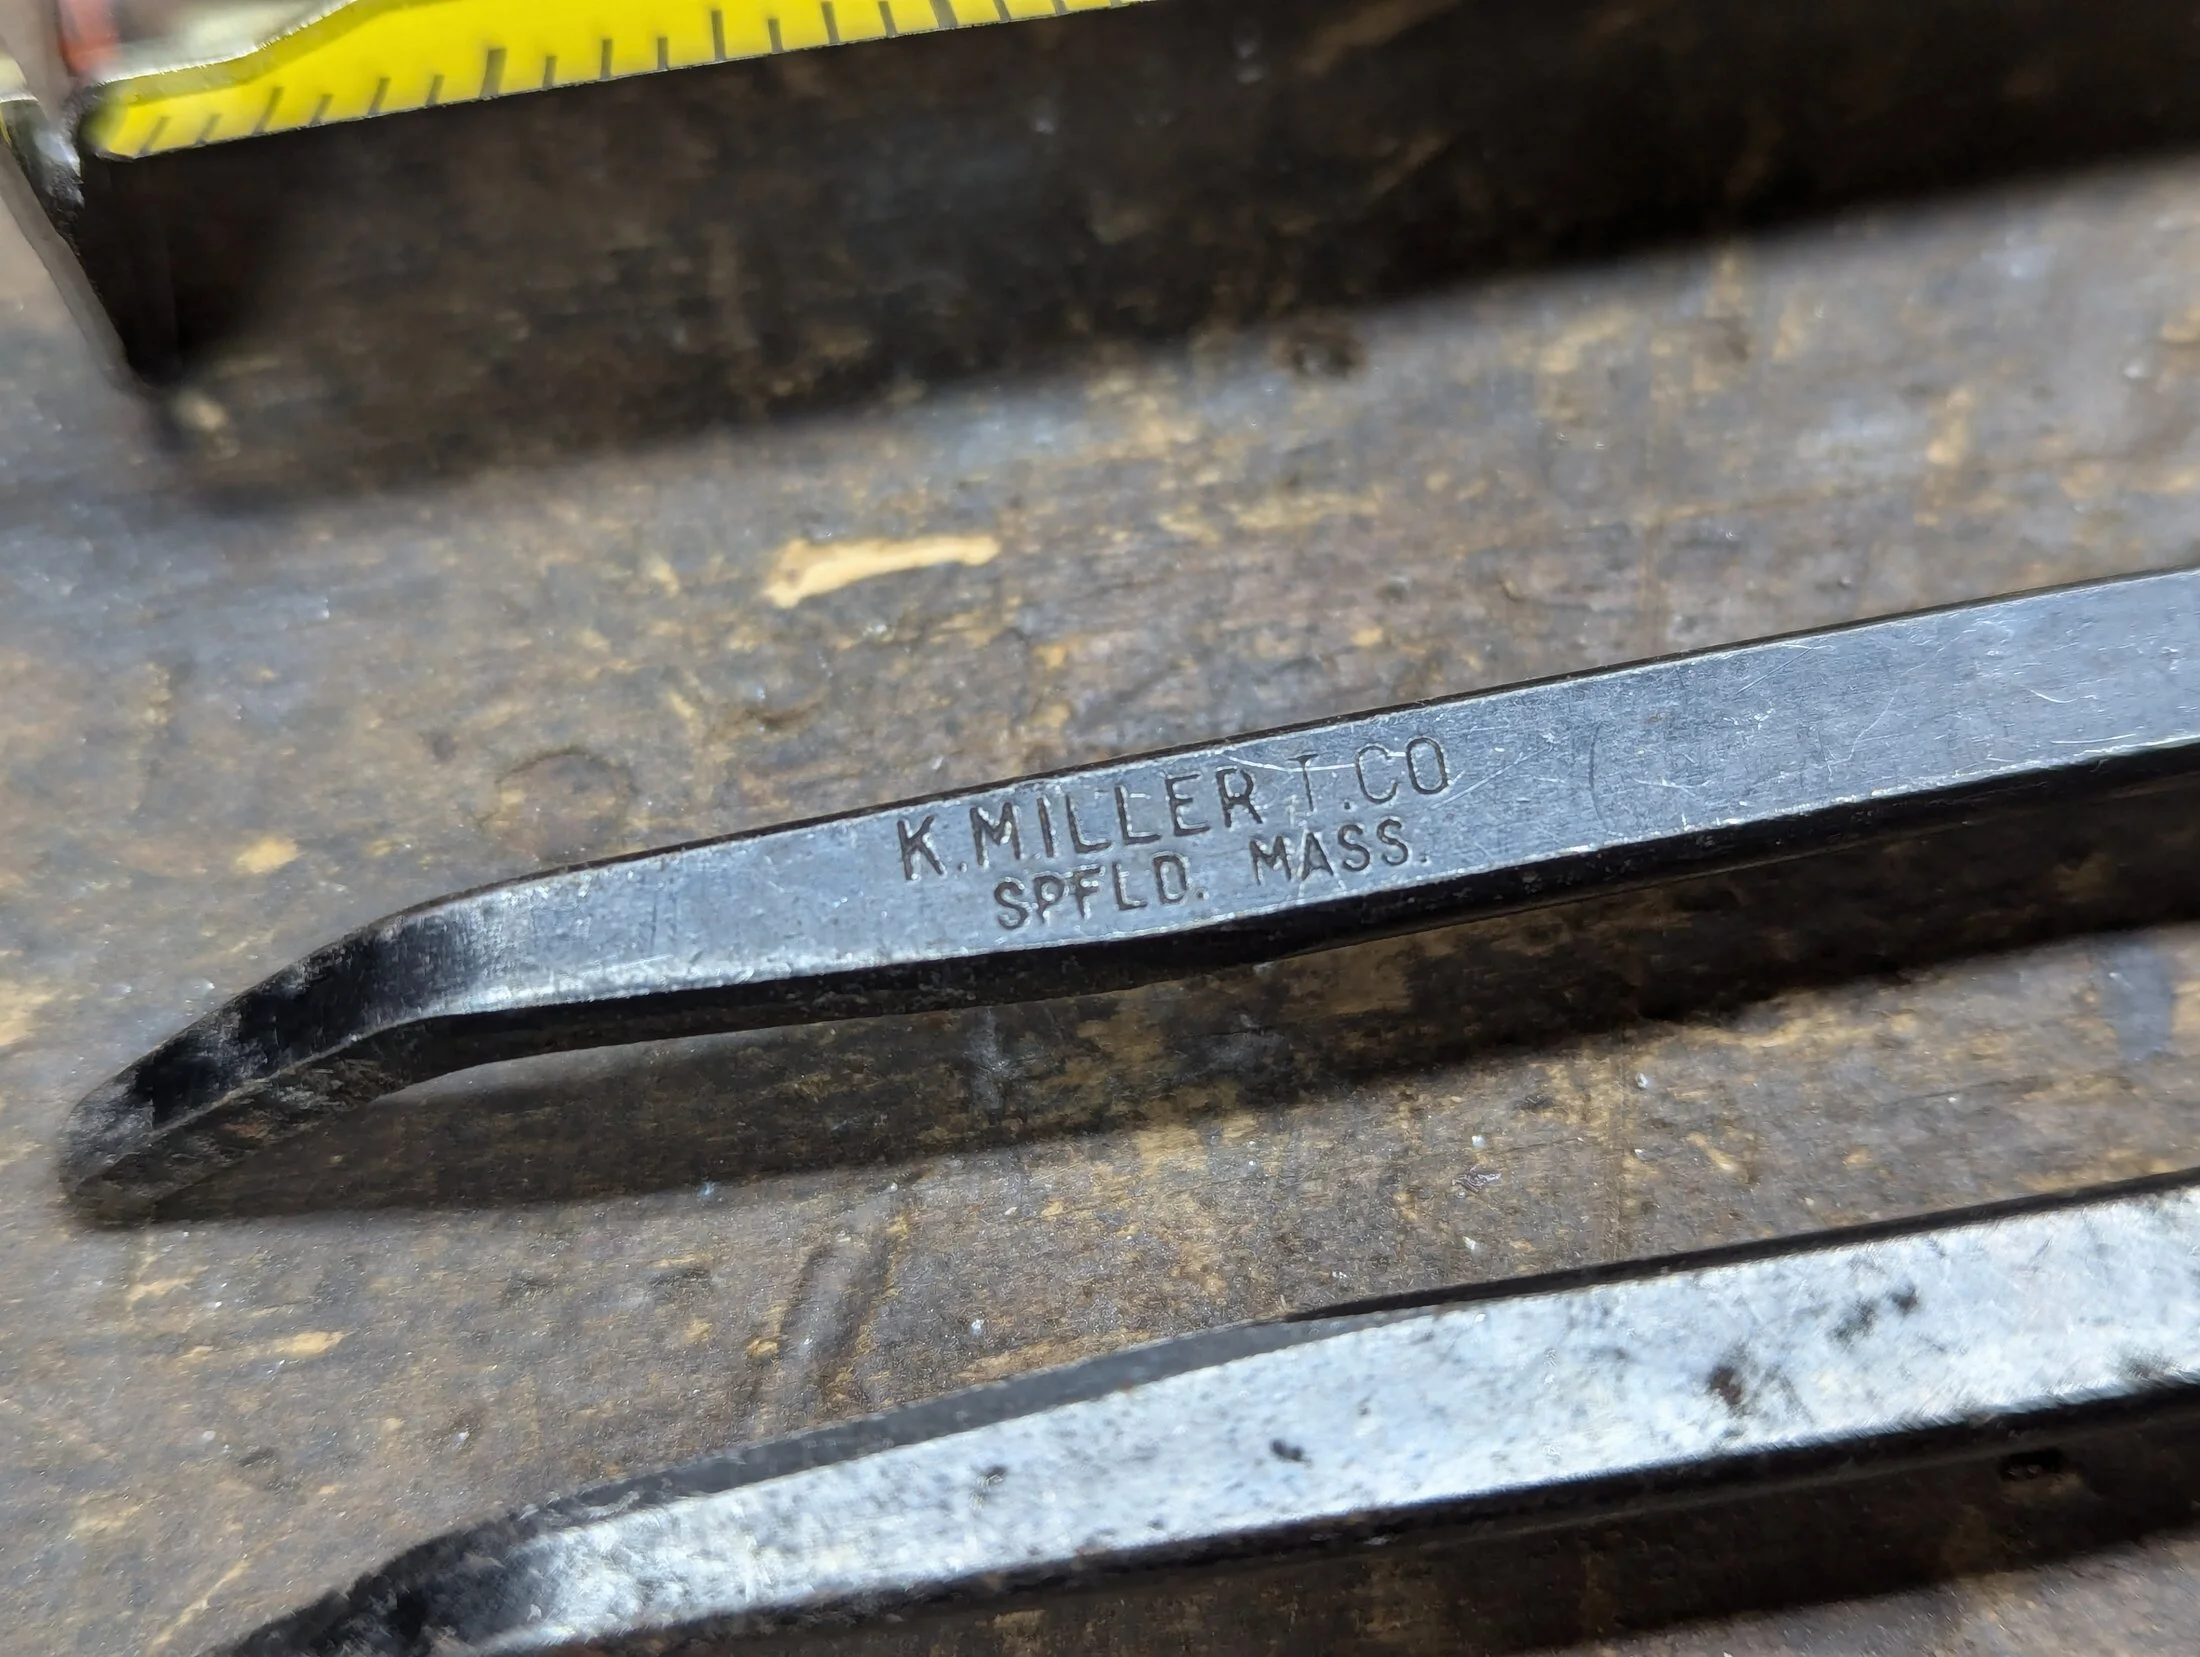 K. MILLER T. CO
SPFLD. MASS.